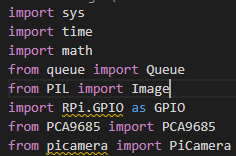 import sys
import time
import math
from queue import Queue
from PIL import Image
import RPi.GPIO as GPIO
from PCA9685 import PCA9685
from picamera import PiCamera